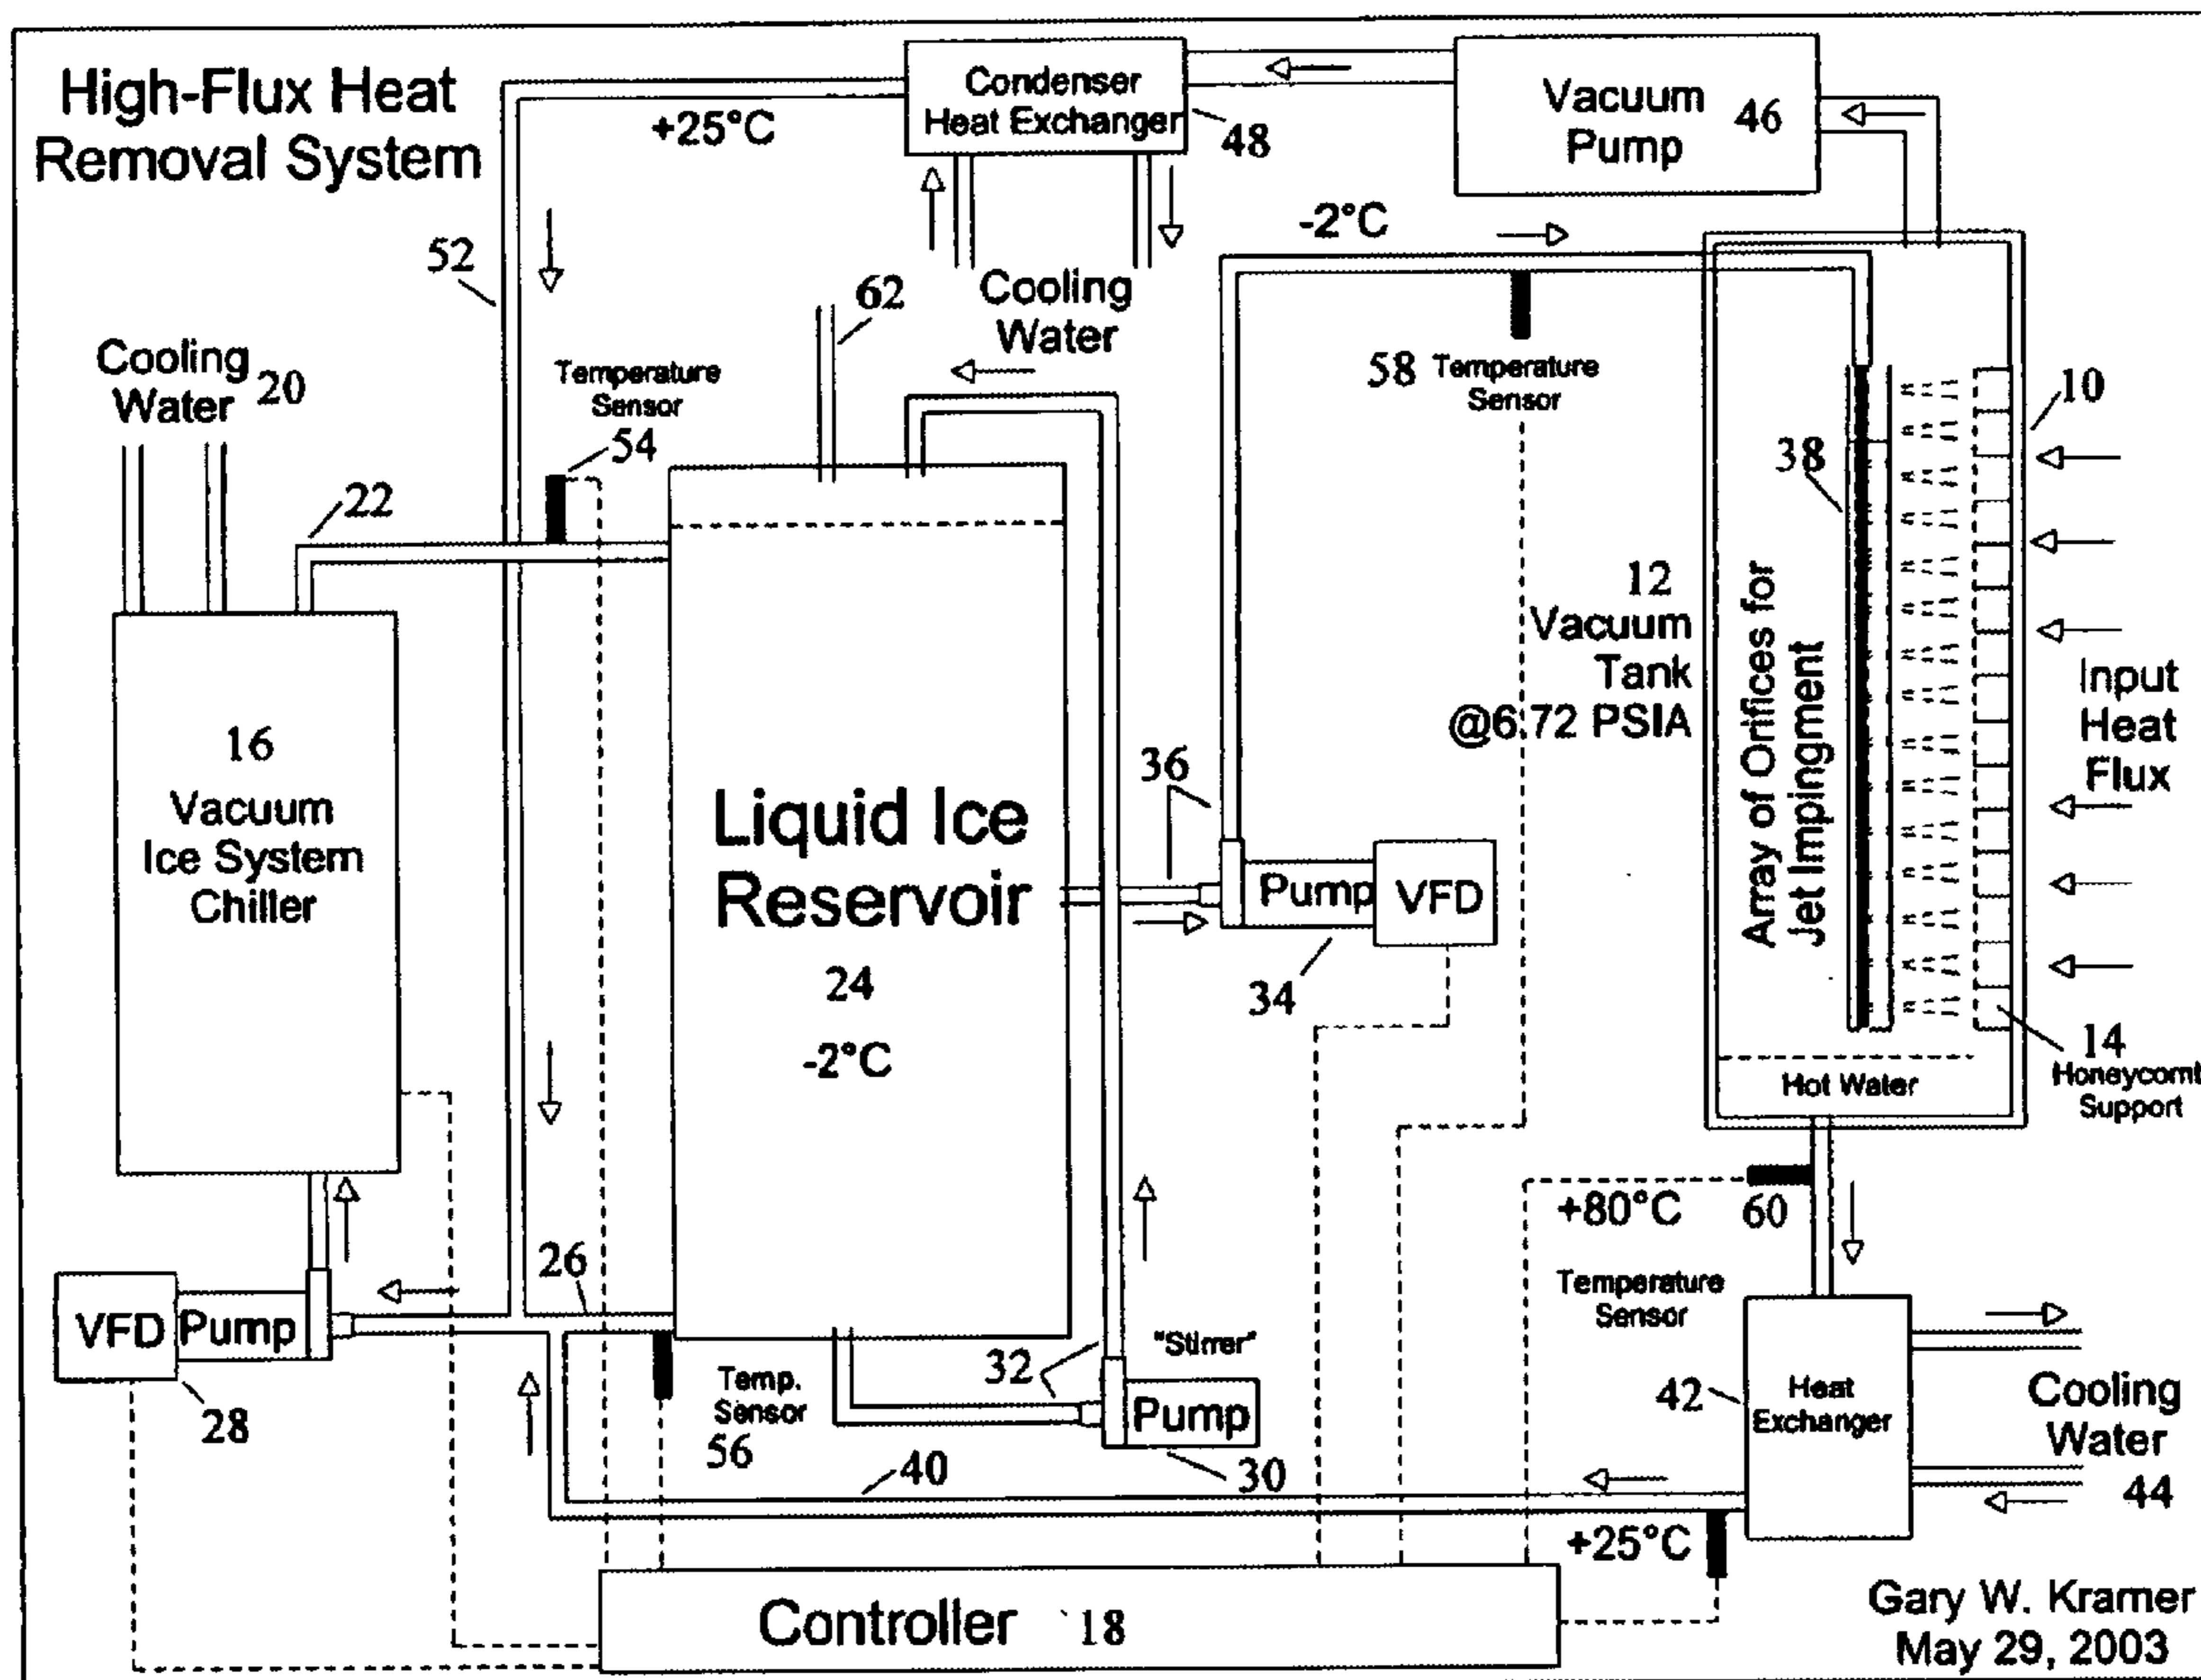 High-Flux Heat
Removal System
+25°C
Condenser
Heat Exchanger
48
Vacuum
Pump
46
-2°C
52
62
Cooling
Water
Cooling
Water
20
Temperature
Sensor
54
22
58
Temperature
Sensor
10
38
12
Vacuum
Tank
@6.72 PSIA
Array of Orifices for
Jet Impingment
Input
Heat
Flux
16
Vacuum
Ice System
Chiller
Liquid Ice
Reservoir
24
-2°C
36
Pump
VFD
34
14
Honeycomb
Support
Hot Water
+80°C
60
Temperature
Sensor
26
VFD
Pump
28
Temp.
Sensor
56
32
"Stirrer"
Pump
30
40
42
Heat
Exchanger
Cooling
Water
44
+25°C
Controller
18
Gary W. Kramer
May 29, 2003